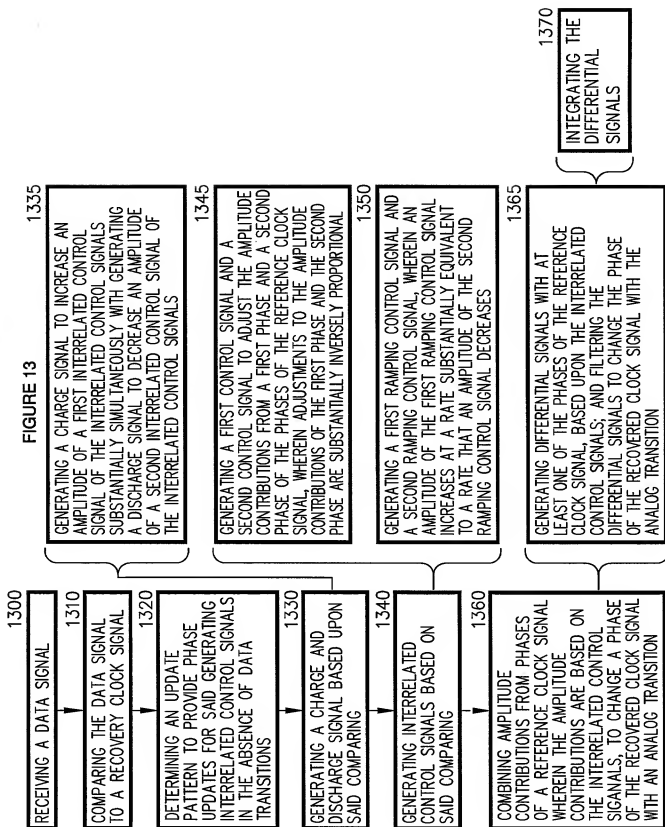 FIGURE 13
1300
RECEIVING A DATA SIGNAL
1310
COMPARING THE DATA SIGNAL
TO A RECOVERY CLOCK SIGNAL
1320
DETERMINING AN UPDATE
PATTERN TO PROVIDE PHASE
UPDATES FOR SAID GENERATING
INTERRELATED CONTROL SIGNALS
IN THE ABSENCE OF DATA
TRANSITIONS
1330
GENERATING A CHARGE AND
DISCHARGE SIGNAL BASED UPON
SAID COMPARING
1335
GENERATING A CHARGE SIGNAL TO INCREASE AN
AMPLITUDE OF A FIRST INTERRELATED CONTROL
SIGNAL OF THE INTERRELATED CONTROL SIGNALS
SUBSTANTIALLY SIMULTANEOUSLY WITH GENERATING
A DISCHARGE SIGNAL TO DECREASE AN AMPLITUDE
OF A SECOND INTERRELATED CONTROL SIGNAL OF
THE INTERRELATED CONTROL SIGNALS
1340
GENERATING INTERRELATED
CONTROL SIGNALS BASED ON
SAID COMPARING
1345
GENERATING A FIRST CONTROL SIGNAL AND A
SECOND CONTROL SIGNAL TO ADJUST THE AMPLITUDE
CONTRIBUTIONS FROM A FIRST PHASE AND A SECOND
PHASE OF THE PHASES OF THE REFERENCE CLOCK
SIGNAL, WHEREIN ADJUSTMENTS TO THE AMPLITUDE
CONTRIBUTIONS OF THE FIRST PHASE AND THE SECOND
PHASE ARE SUBSTANTIALLY INVERSELY PROPORTIONAL
1350
GENERATING A FIRST RAMPING CONTROL SIGNAL AND
A SECOND RAMPING CONTROL SIGNAL, WHEREIN AN
AMPLITUDE OF THE FIRST RAMPING CONTROL SIGNAL
INCREASES AT A RATE SUBSTANTIALLY EQUIVALENT
TO A RATE THAT AN AMPLITUDE OF THE SECOND
RAMPING CONTROL SIGNAL DECREASES
1360
COMBINING AMPLITUDE
CONTRIBUTIONS FROM PHASES
OF A REFERENCE CLOCK SIGNAL
WHEREIN THE AMPLITUDE
CONTRIBUTIONS ARE BASED ON
THE INTERRELATED CONTROL
SIGANALS, TO CHANGE A PHASE
OF THE RECOVERED CLOCK SIGNAL
WITH AN ANALOG TRANSITION
1365
GENERATING DIFFERENTIAL SIGNALS WITH AT
LEAST ONE OF THE PHASES OF THE REFERENCE
CLOCK SIGNAL, BASED UPON THE INTERRELATED
CONTROL SIGNALS; AND FILTERING THE
DIFFERENTIAL SIGNALS TO CHANGE THE PHASE
OF THE RECOVERED CLOCK SIGNAL WITH THE
ANALOG TRANSITION
1370
INTEGRATING THE
DIFFERENTIAL
SIGNALS